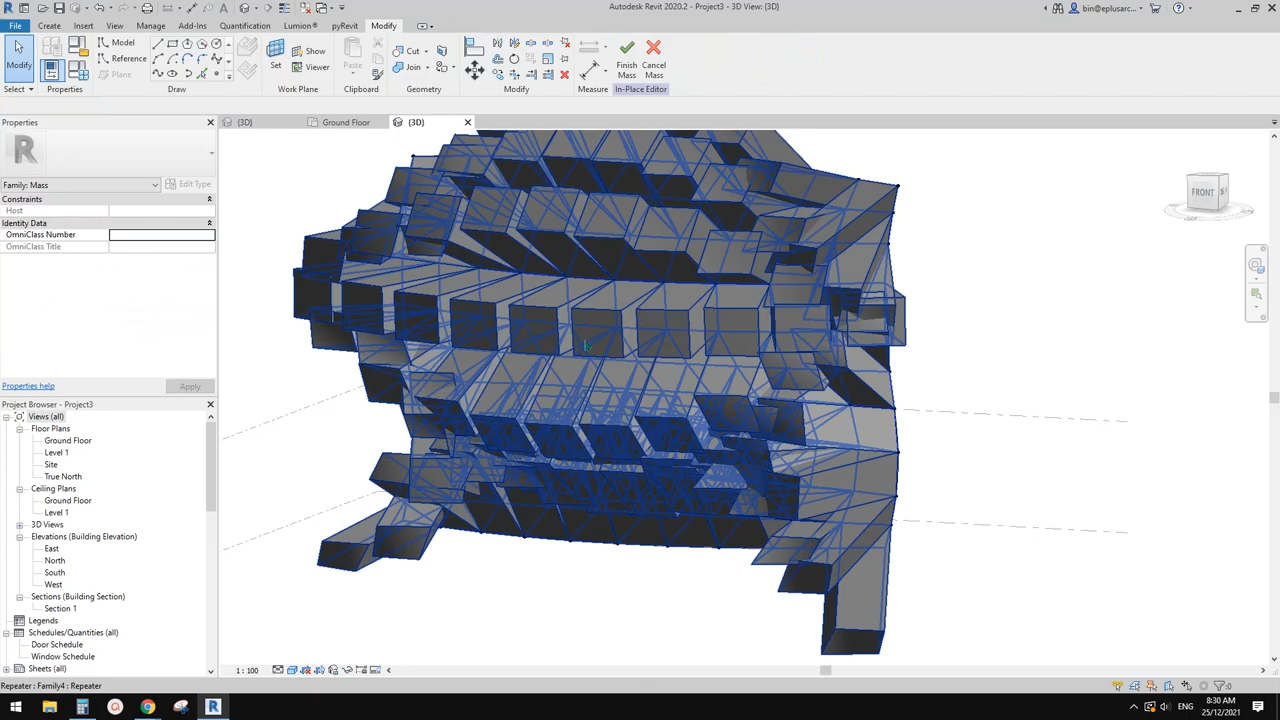 Autodesk Revit 2020.2 - Project3 - 3D View: {3D}
bin@eplusarc...
File Create Insert View Manage Add-Ins Quantification Lumion® pyRevit Modify
Modify
Model
Reference
Plane
Set
Show
Viewer
Paste
Cut
Join
Finish
Mass
Cancel
Mass
Select Properties Draw Work Plane Clipboard Geometry Modify Measure In-Place Editor
Properties
{3D} Ground Floor {3D}
FRONT
Family: Mass Edit Type
Constraints
Host
Identity Data
OmniClass Number
OmniClass Title
Properties help Apply
Project Browser - Project3
Views (all)
Floor Plans
Ground Floor
Level 1
Site
True North
Ceiling Plans
Ground Floor
Level 1
3D Views
Elevations (Building Elevation)
East
North
South
West
Sections (Building Section)
Section 1
Legends
Schedules/Quantities (all)
Door Schedule
Window Schedule
Sheets (all)
1 : 100
Repeater : Family4 : Repeater
:0
ENG
8:30 AM
25/12/2021